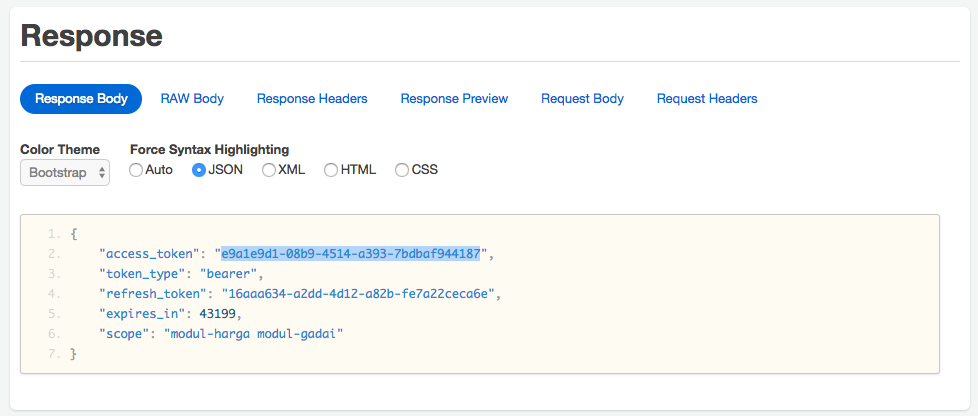 Response
Response Body RAW Body Response Headers Response Preview Request Body Request Headers
Color Theme Force Syntax Highlighting
Bootstrap Auto JSON XML HTML CSS
1. {
2. "access_token": "e9a1e9d1-08b9-4514-a393-7bdbaf944187",
3. "token_type": "bearer",
4. "refresh_token": "16aaa634-a2dd-4d12-a82b-fe7a22ceca6e",
5. "expires_in": 43199,
6. "scope": "modul-harga modul-gadai"
7. }